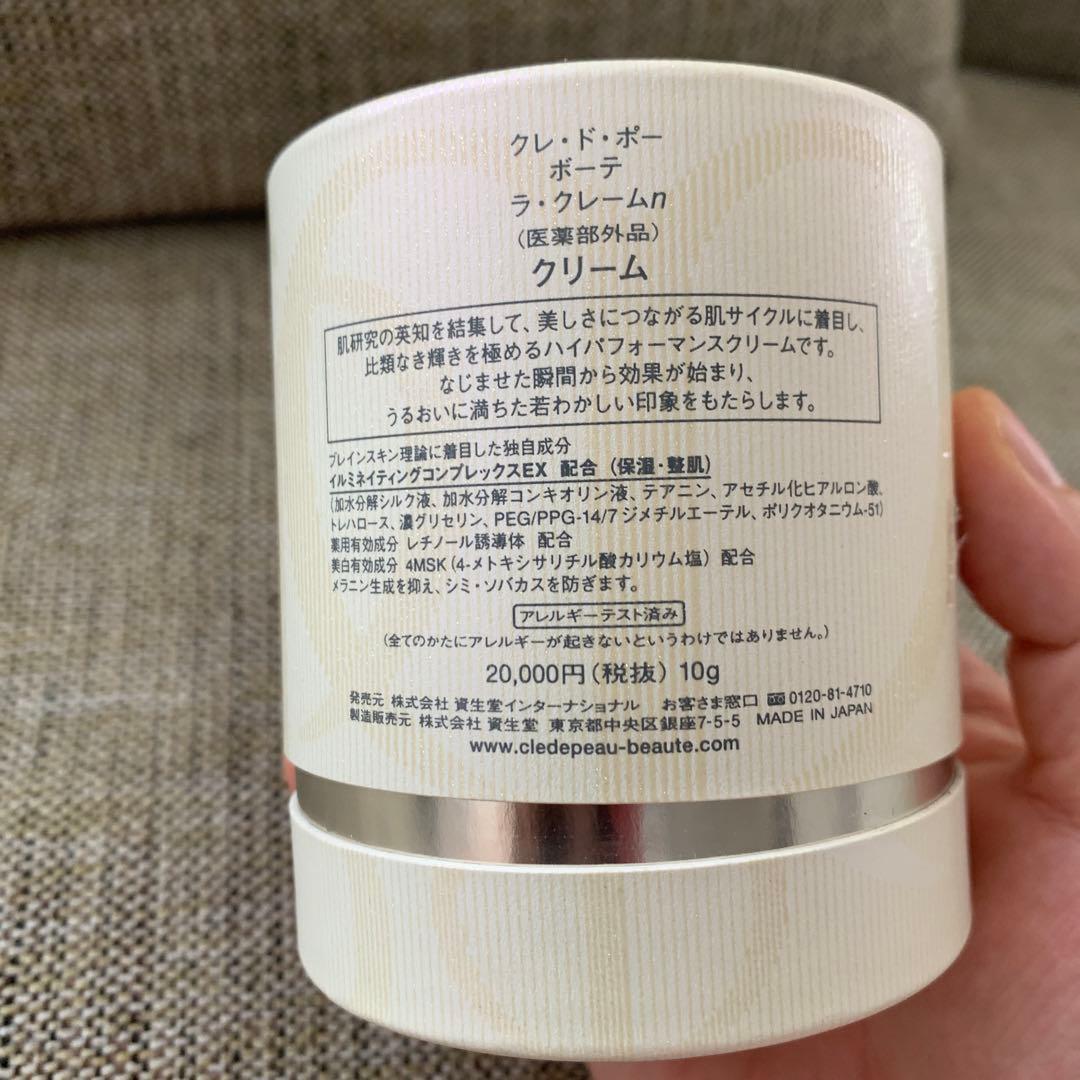 クレ・ド・ポー
ボーテ
ラ・クレームn
(医薬部外品)
クリーム
肌研究の英知を結集して、美しさにつながる肌サイクルに着目し、
比類なき輝きを極めるハイパフォーマンスクリームです。
なじませた瞬間から効果が始まり、
うるおいに満ちた若わかしい印象をもたらします。
ブレインスキン理論に着目した独自成分
イルミネイティングコンプレックスEX 配合 (保湿・整肌)
(加水分解シルク液、加水分解コンキオリン液、テアニン、アセチル化ヒアルロン酸、
トレハロース、濃グリセリン、PEG/PPG-14/7 ジメチルエーテル、ポリクオタニウム-51)
薬用有効成分 レチノール誘導体 配合
美白有効成分 4MSK (4-メトキシサリチル酸カリウム塩) 配合
メラニン生成を抑え、シミ・ソバカスを防ぎます。
アレルギーテスト済み
(全てのかたにアレルギーが起きないというわけではありません。)
20,000円(税抜) 10g
発売元 株式会社 資生堂インターナショナル お客さま窓口 0120-81-4710
製造販売元 株式会社 資生堂 東京都中央区銀座7-5-5 MADE IN JAPAN
www.cledepeau-beaute.com